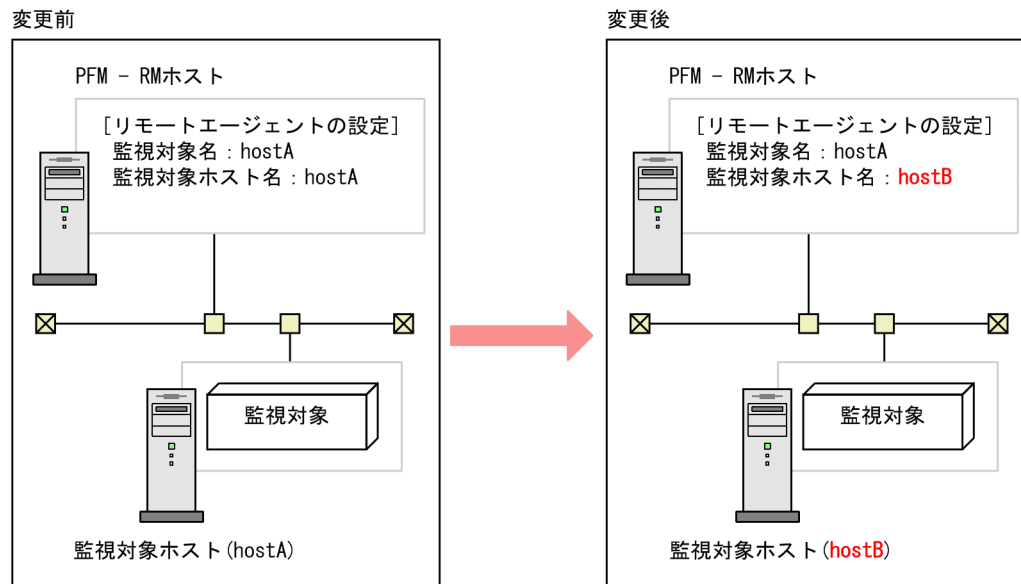 変更前
PFM - RMホスト
[リモートエージェントの設定]
監視対象名:hostA
監視対象ホスト名:hostA
監視対象
監視対象ホスト(hostA)
変更後
PFM - RMホスト
[リモートエージェントの設定]
監視対象名:hostA
監視対象ホスト名:hostB
監視対象
監視対象ホスト(hostB)